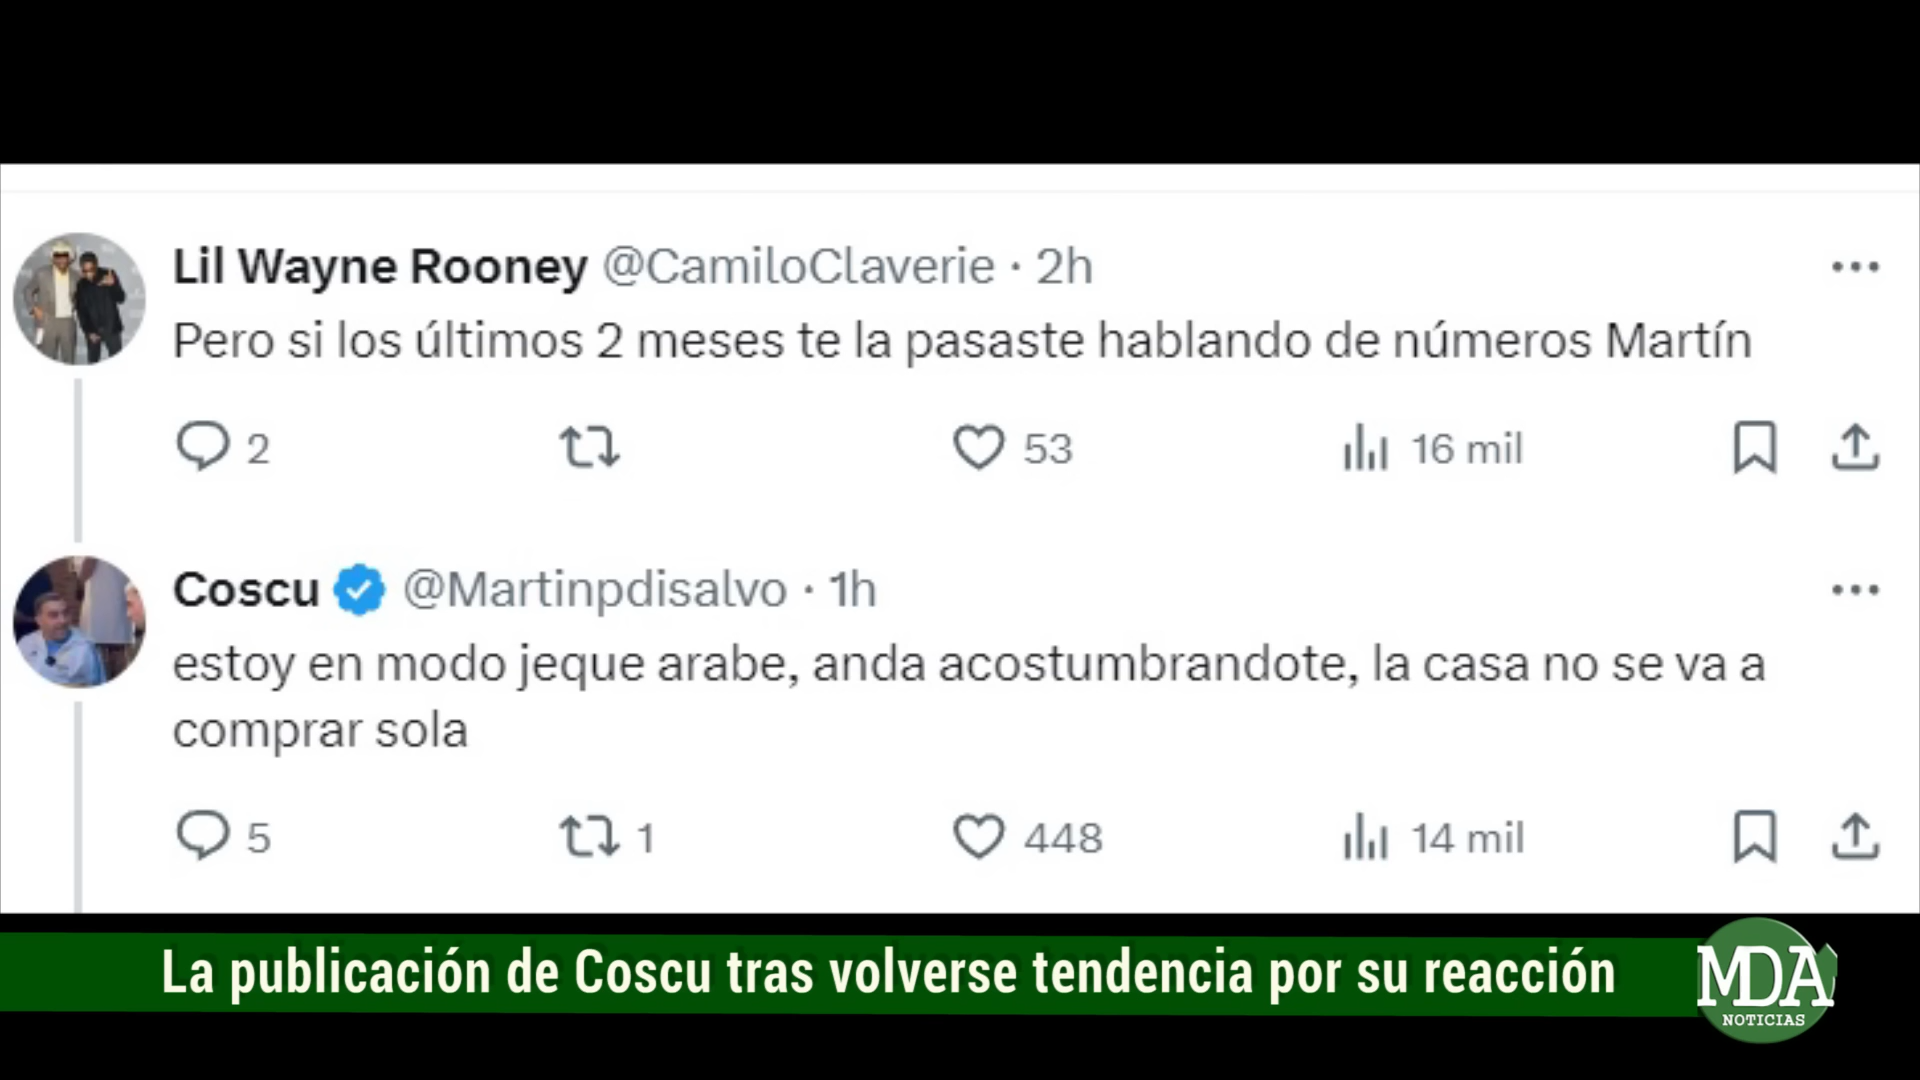 Lil Wayne Rooney @CamiloClaverie · 2h
Pero si los últimos 2 meses te la pasaste hablando de números Martín
2 53 16 mil
Coscu @Martinpdisalvo · 1h
estoy en modo jeque arabe, anda acostumbrandote, la casa no se va a
comprar sola
5 1 448 14 mil
La publicación de Coscu tras volverse tendencia por su reacción
MDA
NOTICIAS